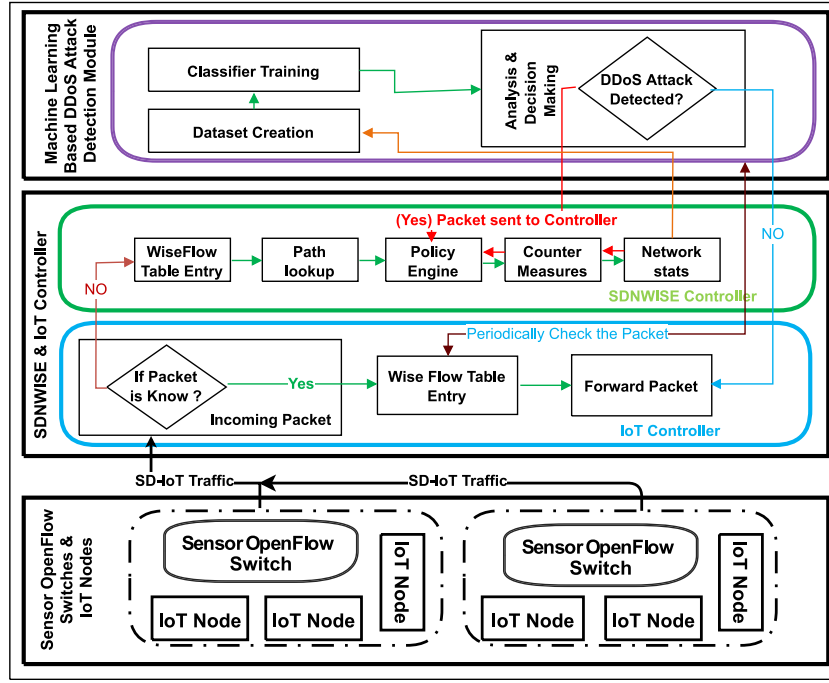 Machine Learning
Based DDoS Attack
Detection Module
Classifier Training
Dataset Creation
Analysis &
Decision
Making
DDoS Attack
Detected?
SDNWISE & IoT Controller
(Yes) Packet sent to Controller
NO
WiseFlow
Table Entry
Path
lookup
Policy
Engine
Counter
Measures
Network
stats
NO
SDNWISE Controller
Periodically Check the Packet
If Packet
is Know ?
Yes
Incoming Packet
Wise Flow Table
Entry
Forward Packet
IoT Controller
SD-IoT Traffic
SD-IoT Traffic
Sensor OpenFlow
Switches &
IoT Nodes
Sensor OpenFlow
Switch
IoT Node
IoT Node
IoT Node
Sensor OpenFlow
Switch
IoT Node
IoT Node
IoT Node